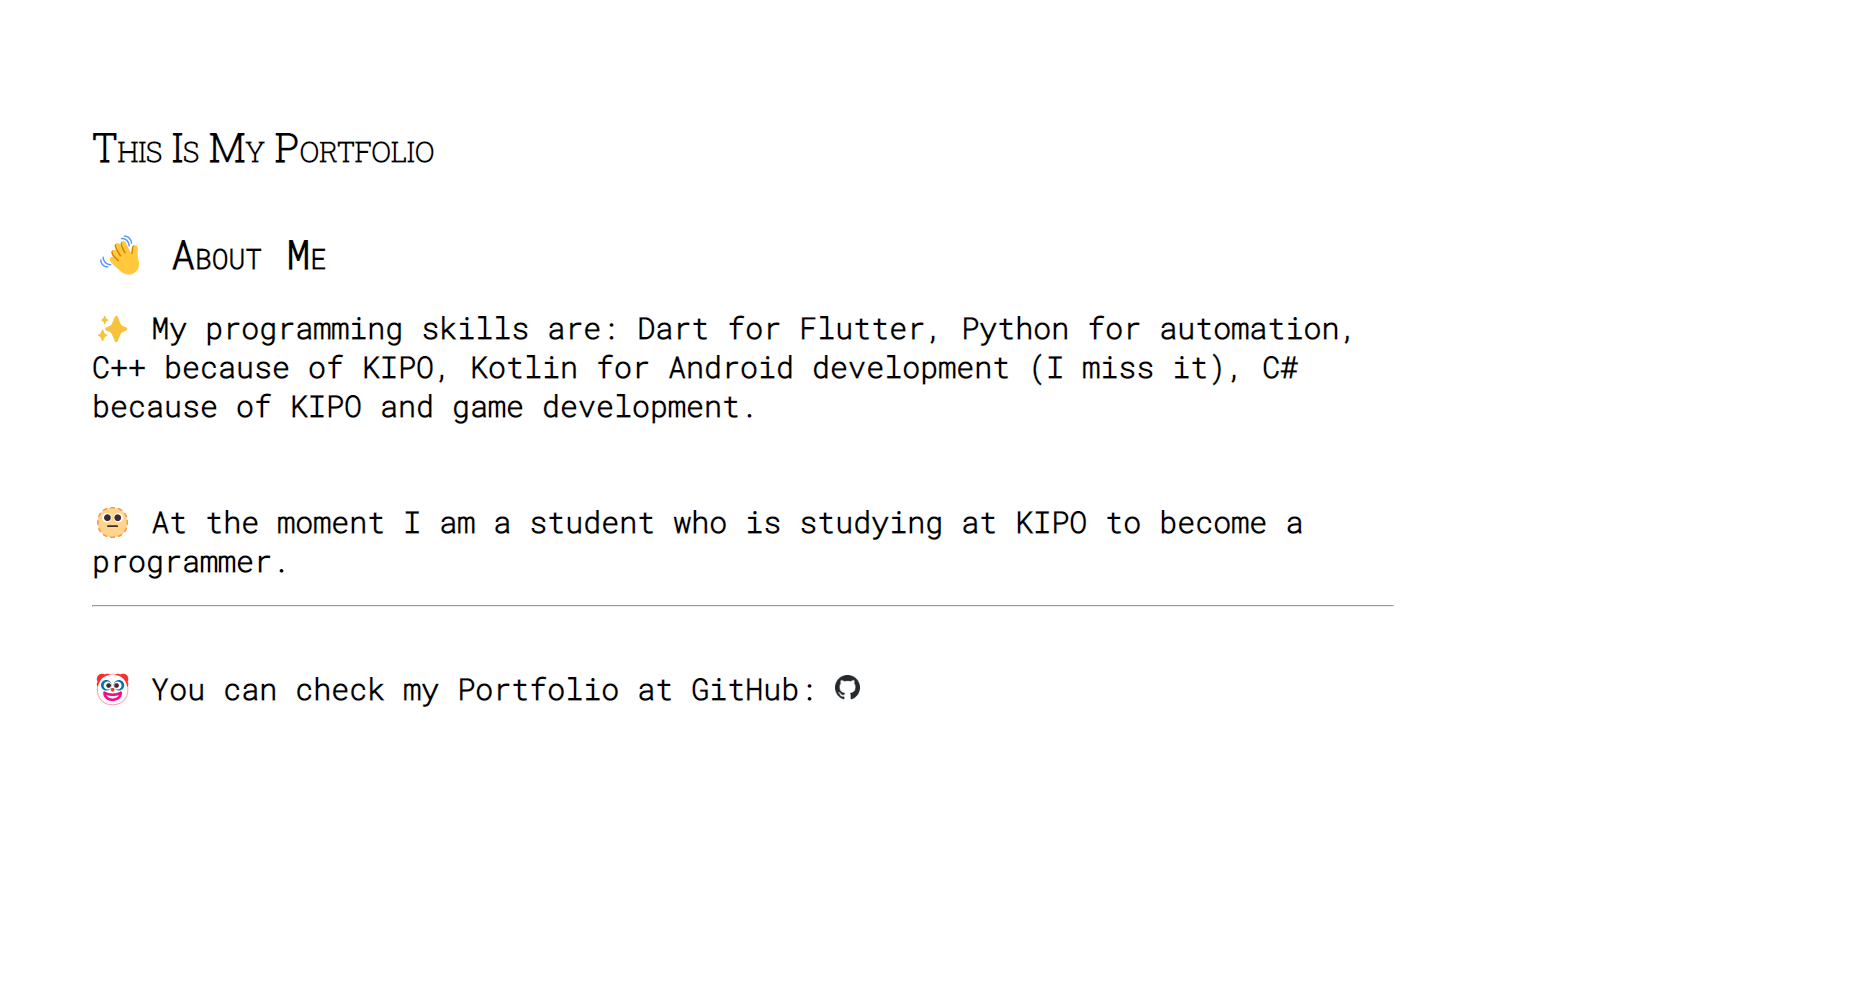 This Is My Portfolio
👋 About Me
✨ My programming skills are: Dart for Flutter, Python for automation,
C++ because of KIPO, Kotlin for Android development (I miss it), C#
because of KIPO and game development.
🫥 At the moment I am a student who is studying at KIPO to become a
programmer.
🤡 You can check my Portfolio at GitHub: